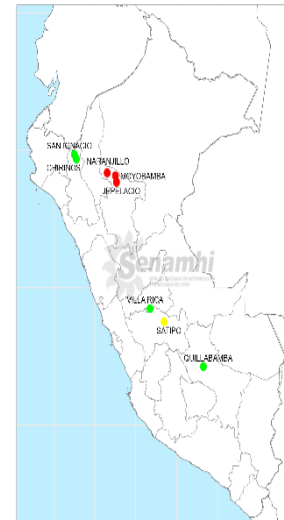 SAN IGNACIO
CHIRINOS
NARANJILLO
MOYOBAMBA
JEPELACIO
Senamhi
VILLA RICA
SATIPO
QUILLABAMBA